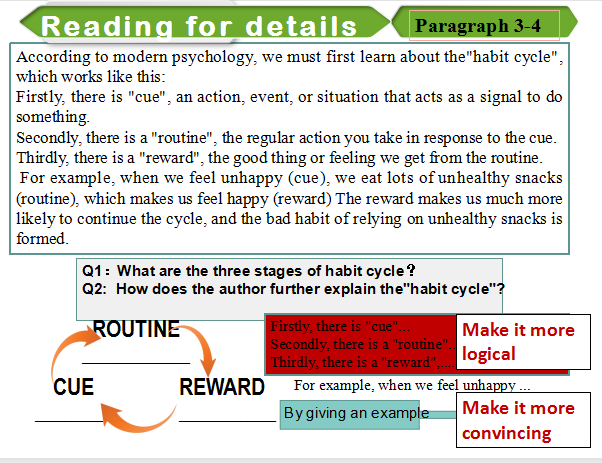 Reading for details
Paragraph 3-4
According to modern psychology, we must first learn about the"habit cycle",
which works like this:
Firstly, there is "cue", an action, event, or situation that acts as a signal to do
something.
Secondly, there is a "routine", the regular action you take in response to the cue.
Thirdly, there is a "reward", the good thing or feeling we get from the routine.
For example, when we feel unhappy (cue), we eat lots of unhealthy snacks
(routine), which makes us feel happy (reward) The reward makes us much more
likely to continue the cycle, and the bad habit of relying on unhealthy snacks is
formed.
Q1：What are the three stages of habit cycle？
Q2: How does the author further explain the"habit cycle"?
ROUTINE
CUE
REWARD
Firstly, there is "cue"...
Secondly, there is a "routine"..
Thirdly, there is a "reward",....
Make it more
logical
For example, when we feel unhappy ...
By giving an example
Make it more
convincing